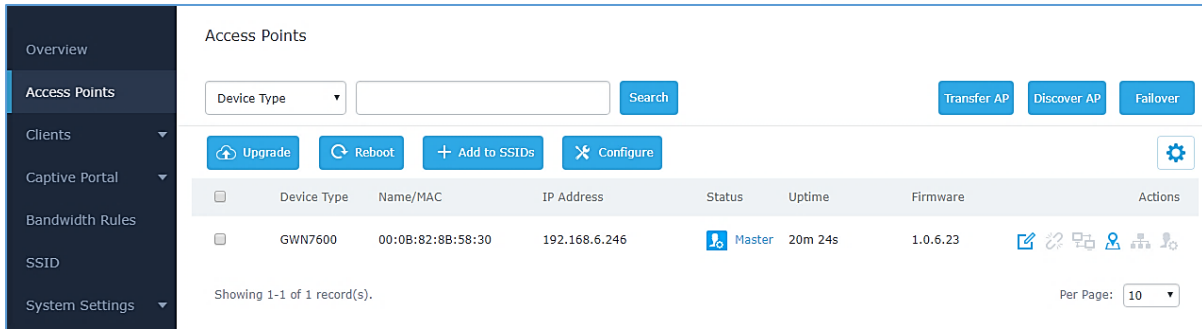 Overview
Access Points
Clients
Captive Portal
Bandwidth Rules
SSID
System Settings
Access Points
Device Type Search Transfer AP Discover AP Failover
Upgrade Reboot Add to SSIDs Configure
Device Type Name/MAC IP Address Status Uptime Firmware Actions
GWN7600 00:0B:82:8B:58:30 192.168.6.246 Master 20m 24s 1.0.6.23
Showing 1-1 of 1 record(s). Per Page: 10